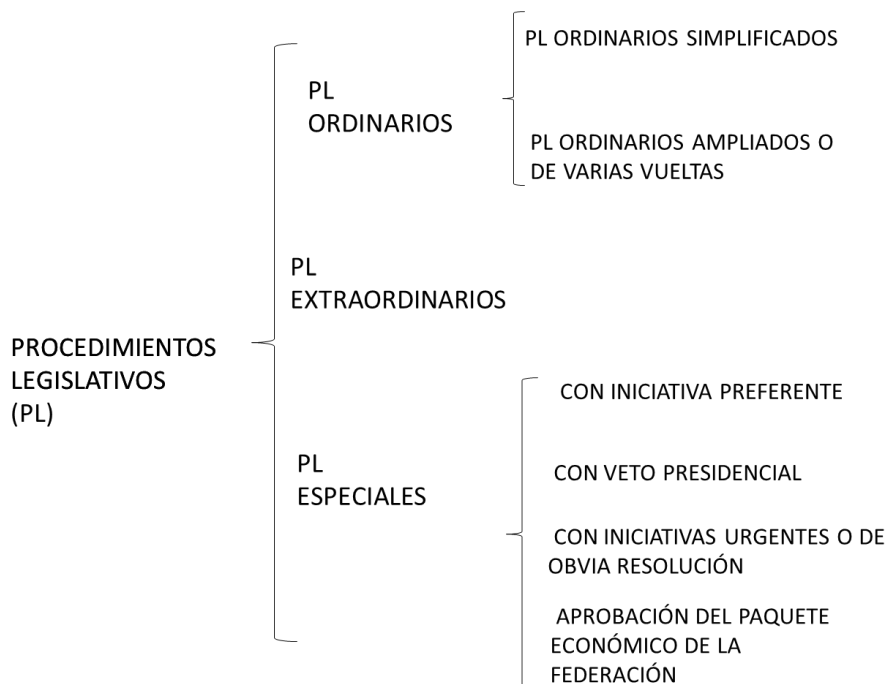 PROCEDIMIENTOS
LEGISLATIVOS
(PL)
PL
ORDINARIOS
PL ORDINARIOS SIMPLIFICADOS
PL ORDINARIOS AMPLIADOS O
DE VARIAS VUELTAS
PL
EXTRAORDINARIOS
PL
ESPECIALES
CON INICIATIVA PREFERENTE
CON VETO PRESIDENCIAL
CON INICIATIVAS URGENTES O DE
OBVIA RESOLUCIÓN
APROBACIÓN DEL PAQUETE
ECONÓMICO DE LA
FEDERACIÓN